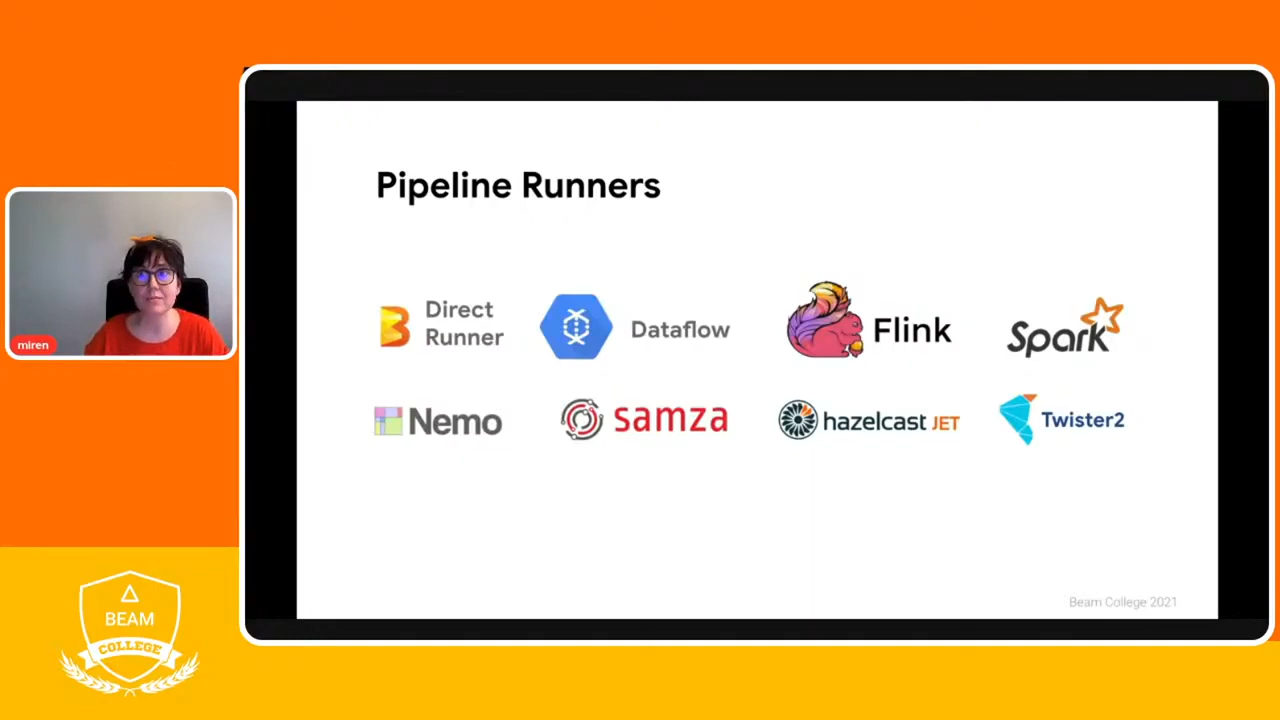 Pipeline Runners
Direct
Runner
Dataflow
Flink
Spark
Nemo
samza
hazelcast JET
Twister2
Beam College 2021
miren
BEAM
COLLEGE